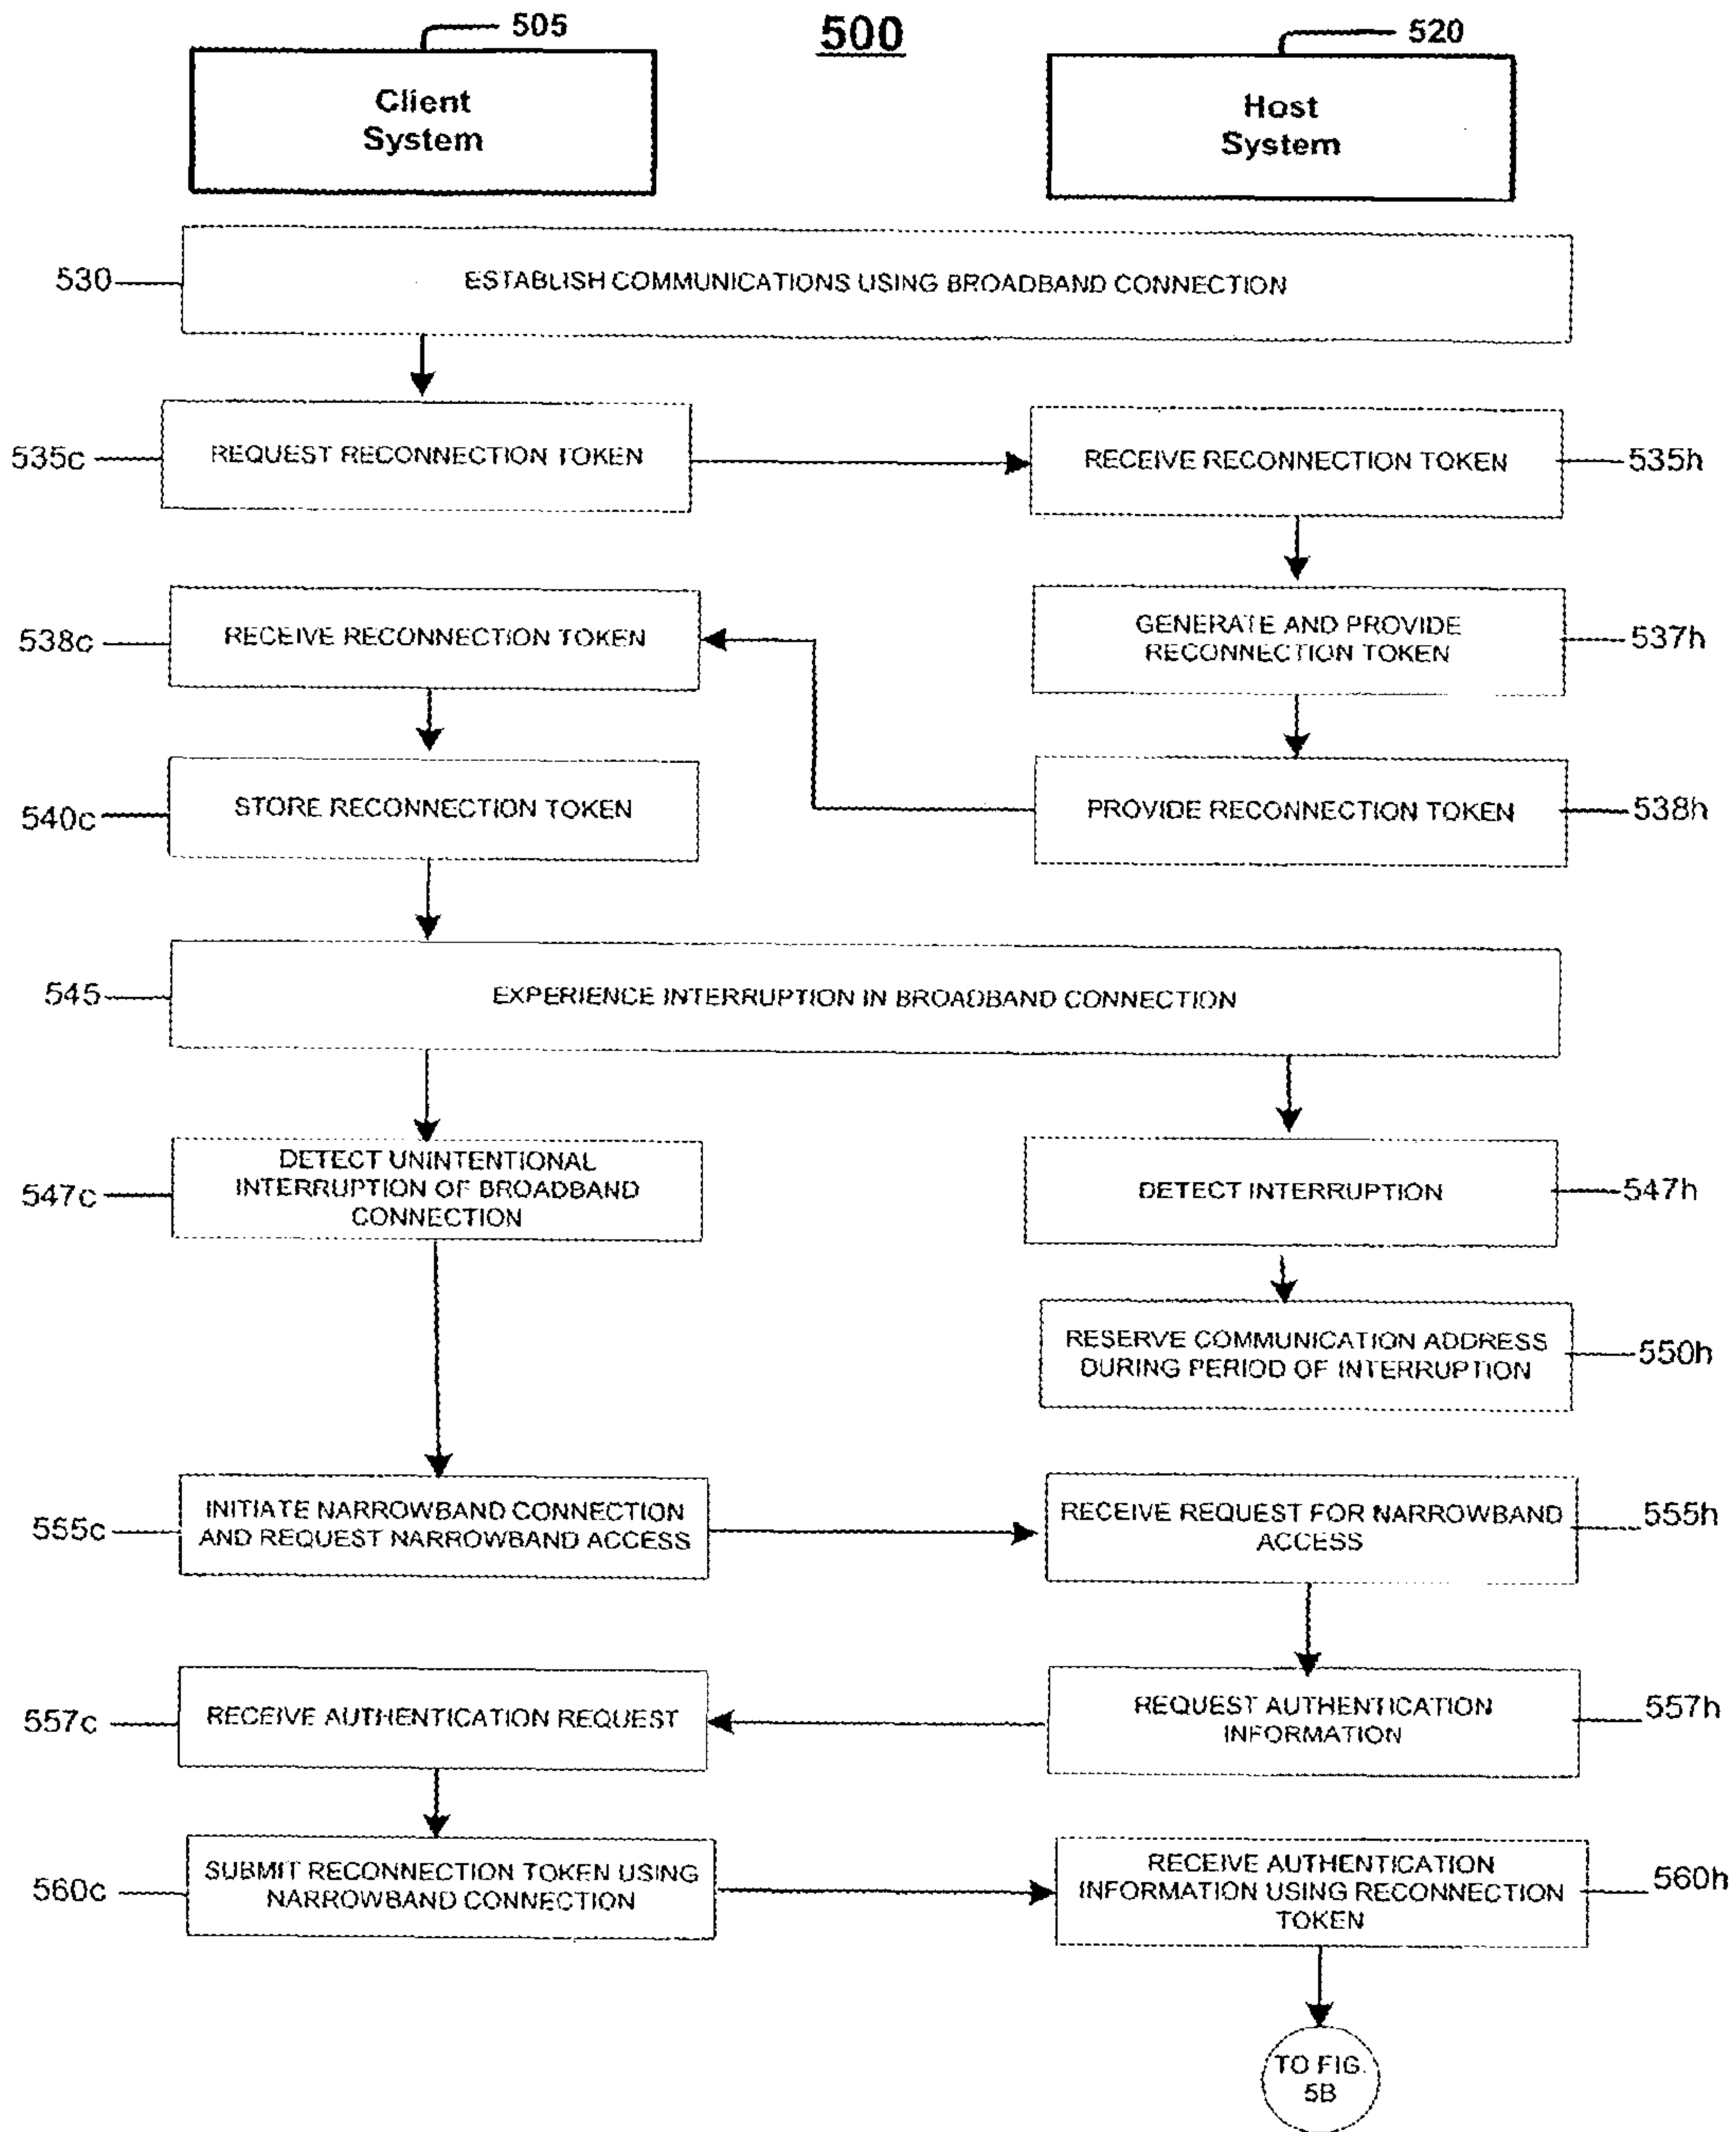 500
505
520
Client
System
Host
System
530
ESTABLISH COMMUNICATIONS USING BROADBAND CONNECTION
535c
REQUEST RECONNECTION TOKEN
RECEIVE RECONNECTION TOKEN
535h
538c
RECEIVE RECONNECTION TOKEN
GENERATE AND PROVIDE
RECONNECTION TOKEN
537h
540c
STORE RECONNECTION TOKEN
PROVIDE RECONNECTION TOKEN
538h
545
EXPERIENCE INTERRUPTION IN BROADBAND CONNECTION
547c
DETECT UNINTENTIONAL
INTERRUPTION OF BROADBAND
CONNECTION
DETECT INTERRUPTION
547h
RESERVE COMMUNICATION ADDRESS
DURING PERIOD OF INTERRUPTION
550h
555c
INITIATE NARROWBAND CONNECTION
AND REQUEST NARROWBAND ACCESS
RECEIVE REQUEST FOR NARROWBAND
ACCESS
555h
557c
RECEIVE AUTHENTICATION REQUEST
REQUEST AUTHENTICATION
INFORMATION
557h
560c
SUBMIT RECONNECTION TOKEN USING
NARROWBAND CONNECTION
RECEIVE AUTHENTICATION
INFORMATION USING RECONNECTION
TOKEN
560h
TO FIG.
5B